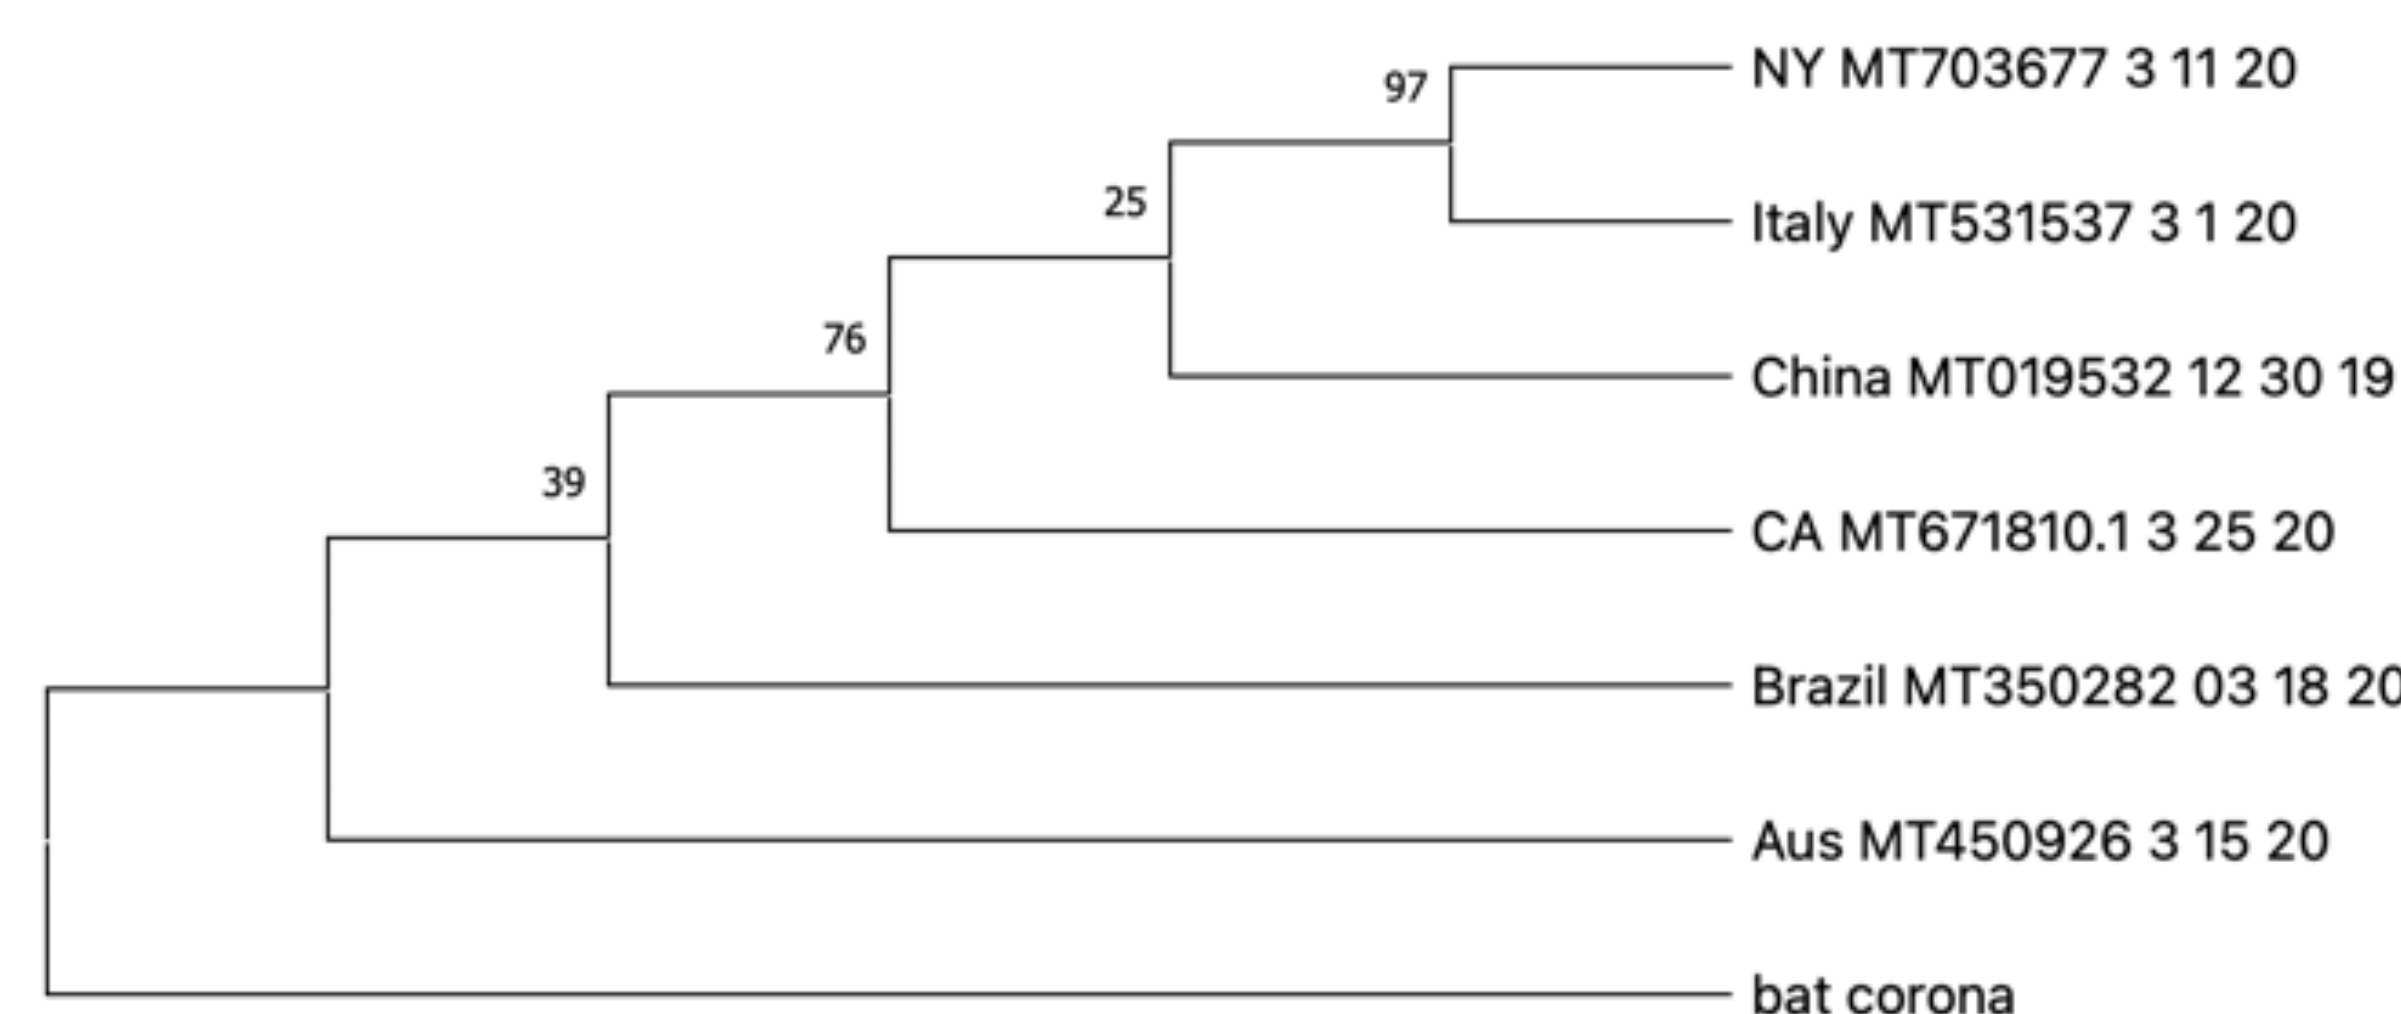 NY MT703677 3 11 20
97
Italy MT531537 3 1 20
25
China MT019532 12 30 19
76
CA MT671810.1 3 25 20
39
Brazil MT350282 03 18 20
Aus MT450926 3 15 20
bat corona